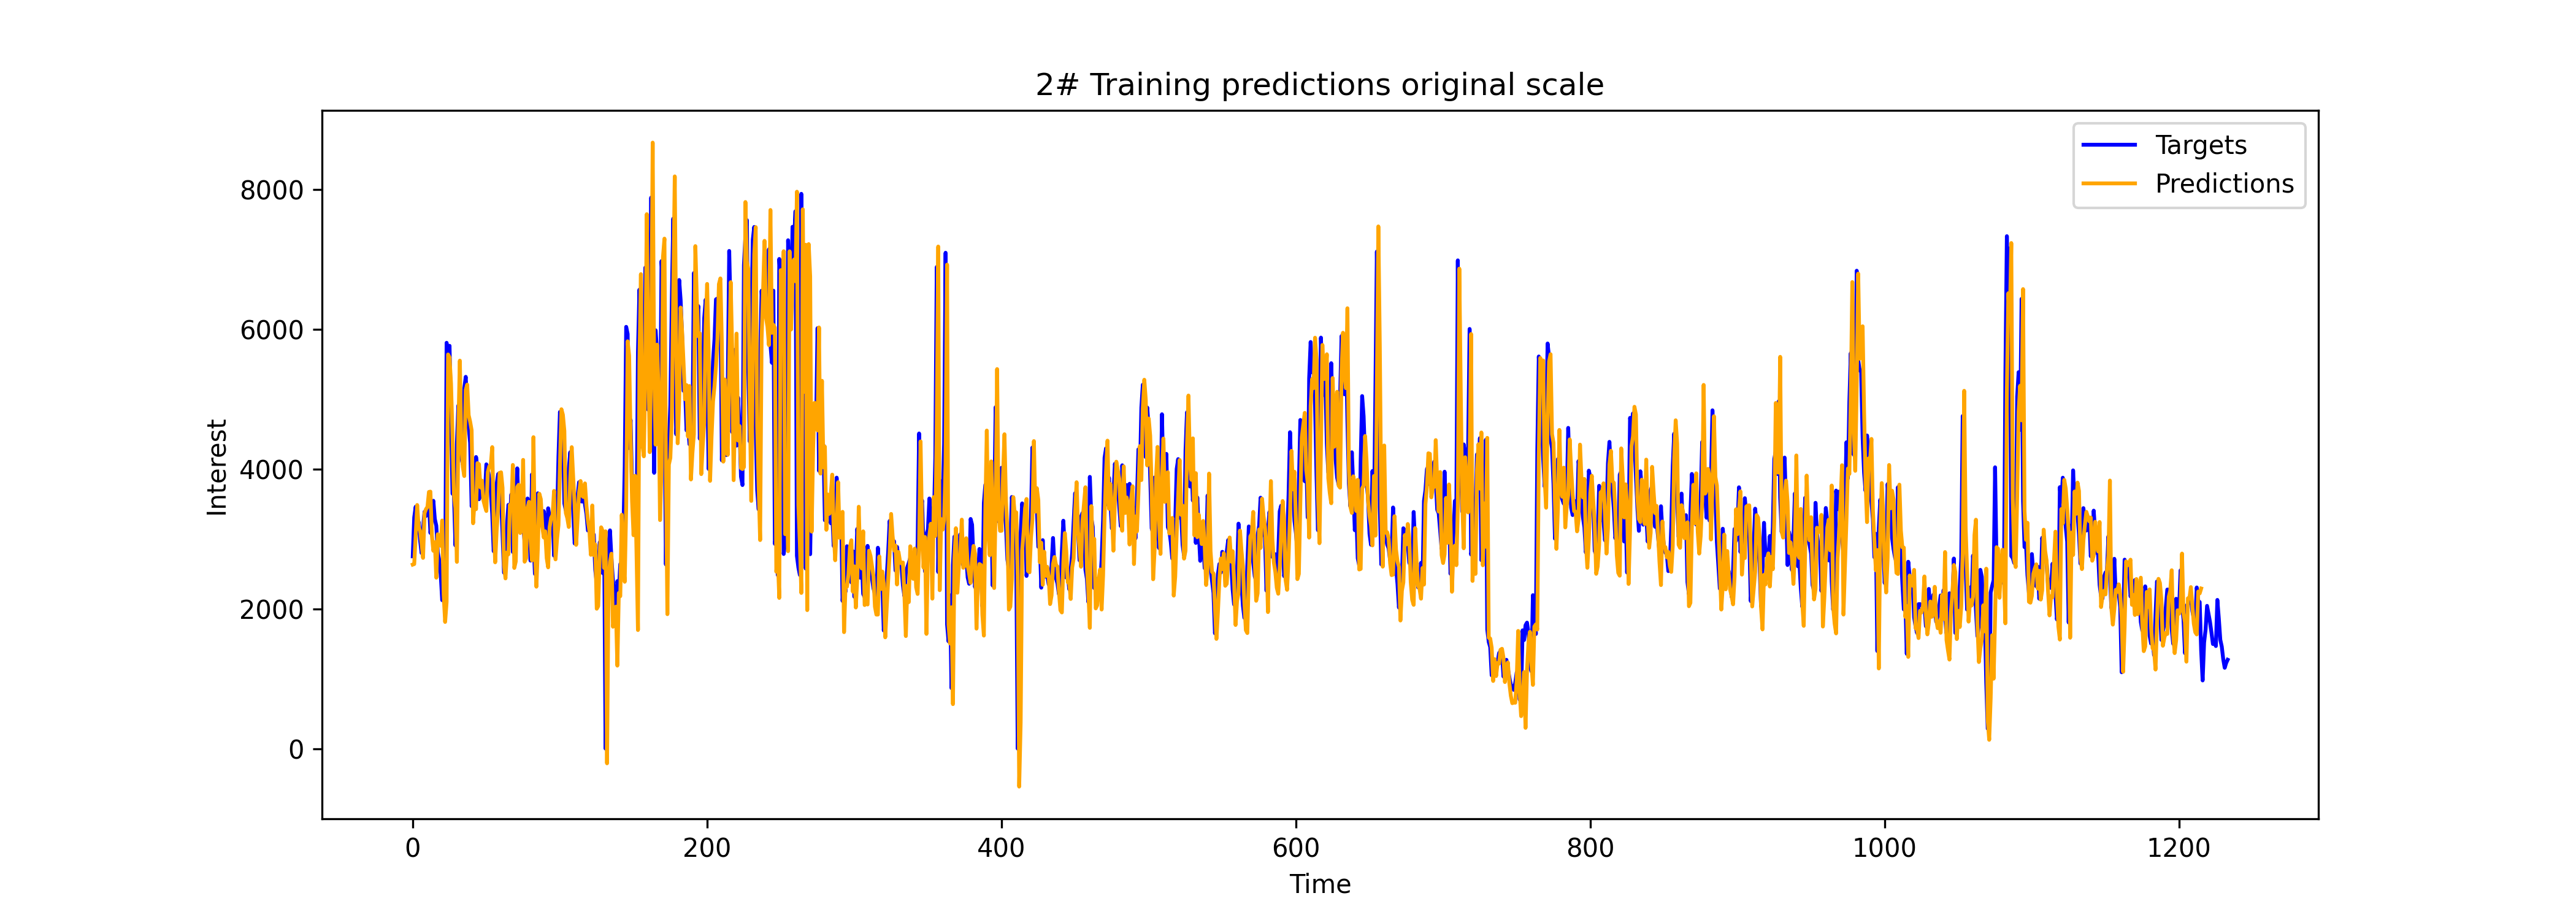 2# Training predictions original scale
Targets
Predictions
8000
6000
4000
2000
0
Interest
0 200 400 600 800 1000 1200
Time